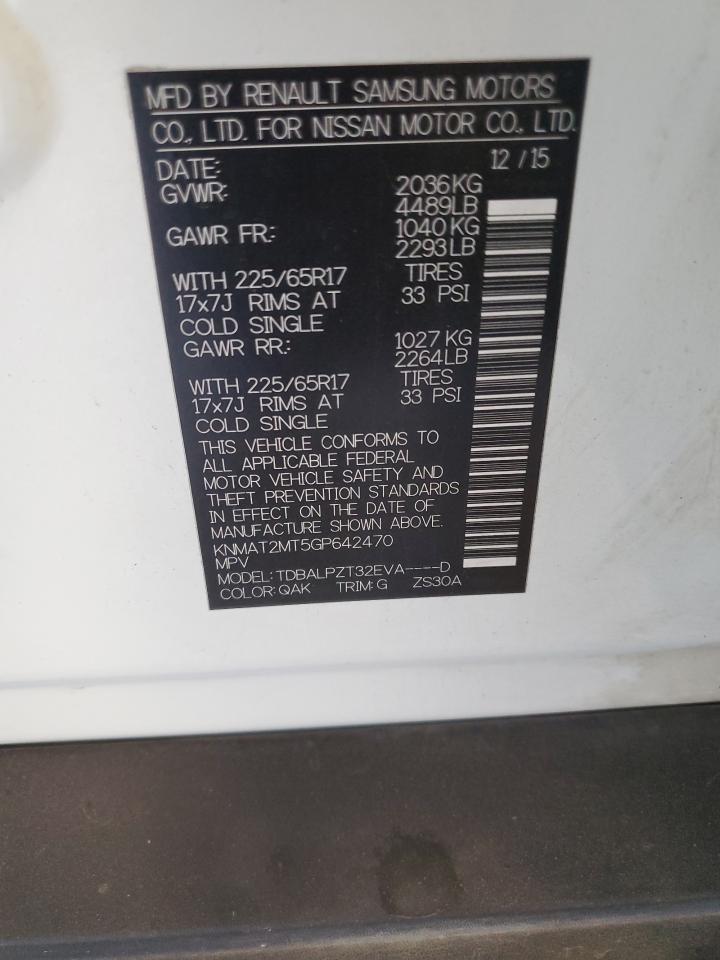 MFD BY RENAULT SAMSUNG MOTORS
CO., LTD. FOR NISSAN MOTOR CO., LTD.
DATE: 12 / 15
GVWR: 2036KG
4489LB
GAWR FR.: 1040KG
2293LB
WITH 225/65R17 TIRES
17x7J RIMS AT 33 PSI
COLD SINGLE
GAWR RR.: 1027KG
2264LB
WITH 225/65R17 TIRES
17x7J RIMS AT 33 PSI
COLD SINGLE
THIS VEHICLE CONFORMS TO
ALL APPLICABLE FEDERAL
MOTOR VEHICLE SAFETY AND
THEFT PREVENTION STANDARDS
IN EFFECT ON THE DATE OF
MANUFACTURE SHOWN ABOVE.
KNMAT2MT5GP642470
MPV
MODEL: TDBALPZT32EVA----D
COLOR: QAK TRIM: G ZS30A